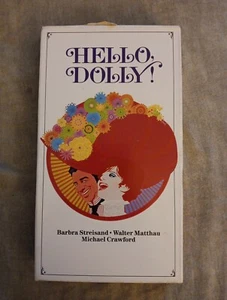 HELLO,
DOLLY!
Barbra Streisand • Walter Matthau
Michael Crawford